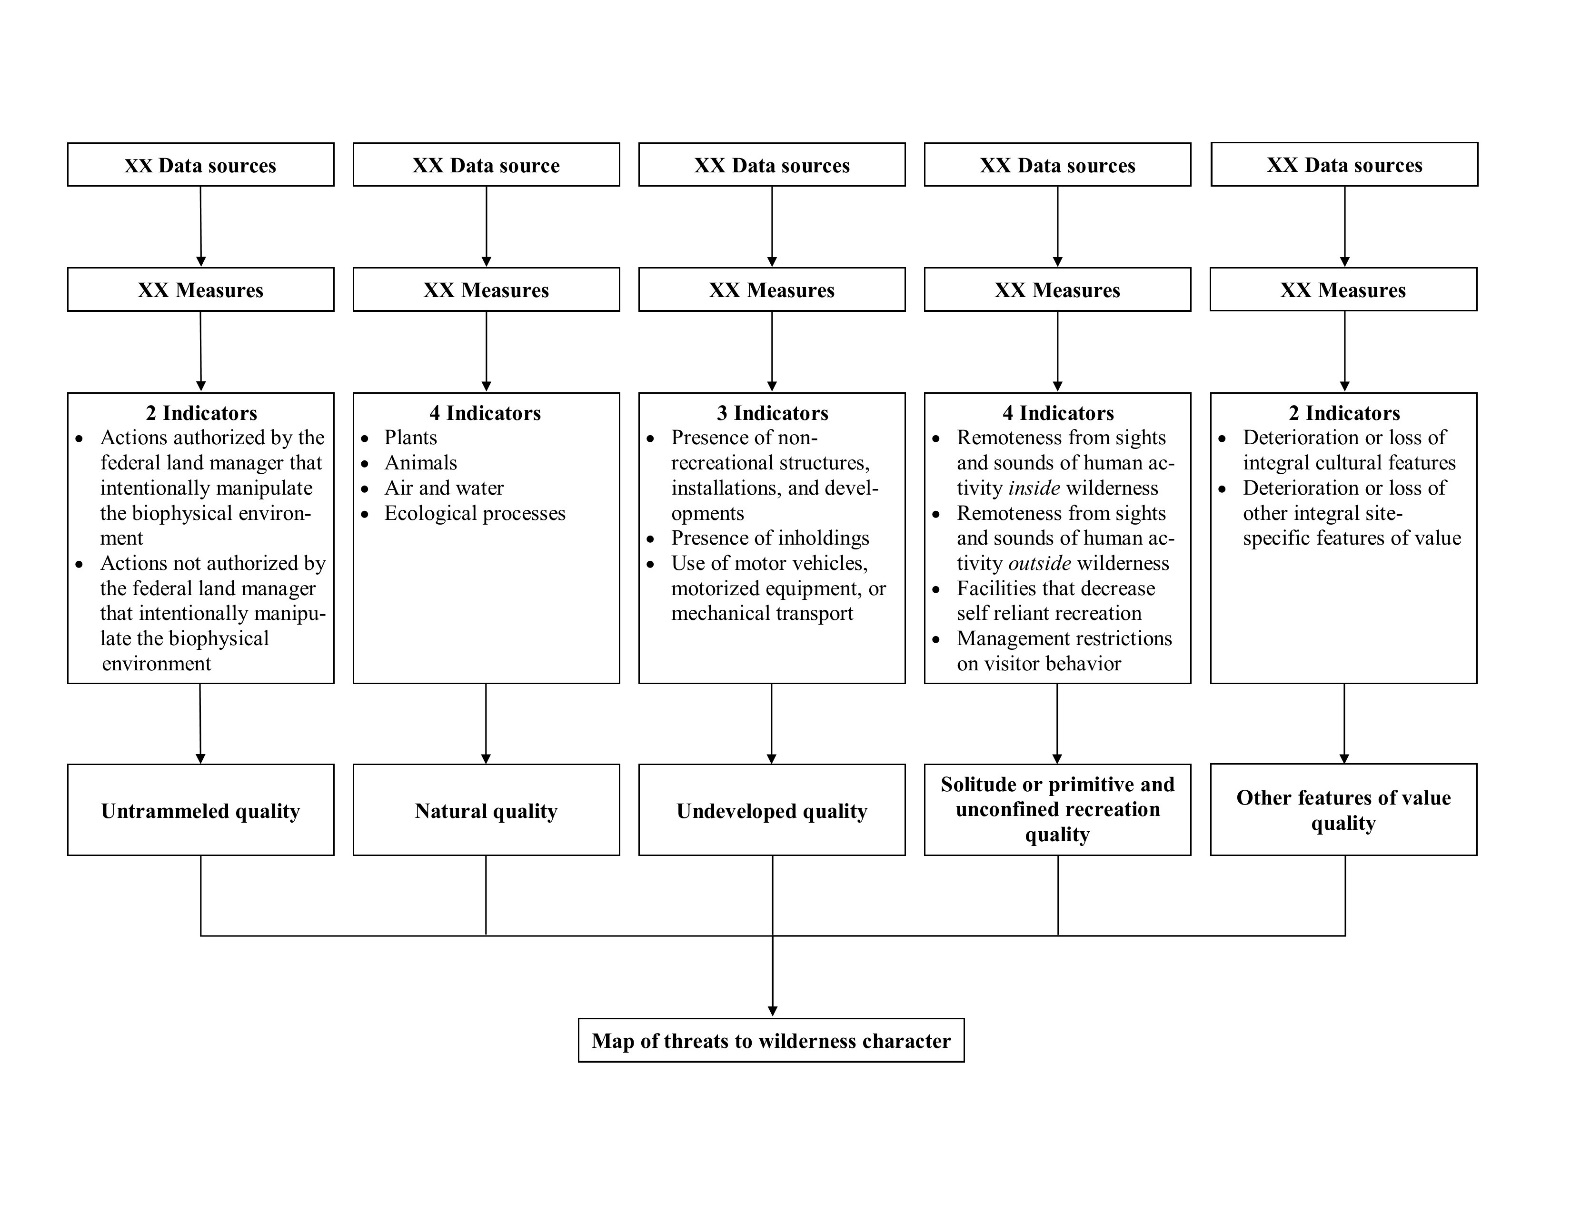 XX Data sources
XX Data source
XX Data sources
XX Data sources
XX Data sources
XX Measures
XX Measures
XX Measures
XX Measures
XX Measures
2 Indicators
• Actions authorized by the
federal land manager that
intentionally manipulate
the biophysical environ-
ment
• Actions not authorized by
the federal land manager
that intentionally manipu-
late the biophysical
environment
4 Indicators
• Plants
• Animals
• Air and water
• Ecological processes
3 Indicators
• Presence of non-
recreational structures,
installations, and devel-
opments
• Presence of inholdings
• Use of motor vehicles,
motorized equipment, or
mechanical transport
4 Indicators
• Remoteness from sights
and sounds of human ac-
tivity inside wilderness
• Remoteness from sights
and sounds of human ac-
tivity outside wilderness
• Facilities that decrease
self reliant recreation
• Management restrictions
on visitor behavior
2 Indicators
• Deterioration or loss of
integral cultural features
• Deterioration or loss of
other integral site-
specific features of value
Untrammeled quality
Natural quality
Undeveloped quality
Solitude or primitive and
unconfined recreation
quality
Other features of value
quality
Map of threats to wilderness character